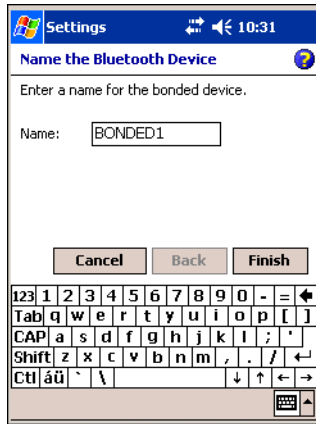 Settings 10:31
Name the Bluetooth Device ?
Enter a name for the bonded device.
Name: BONDED1
Cancel Back Finish
123 1 2 3 4 5 6 7 8 9 0 - =
Tab q w e r t y u i o p [ ]
CAP a s d f g h j k l ; '
Shift z x c v b n m , . /
Ctl áü ` \